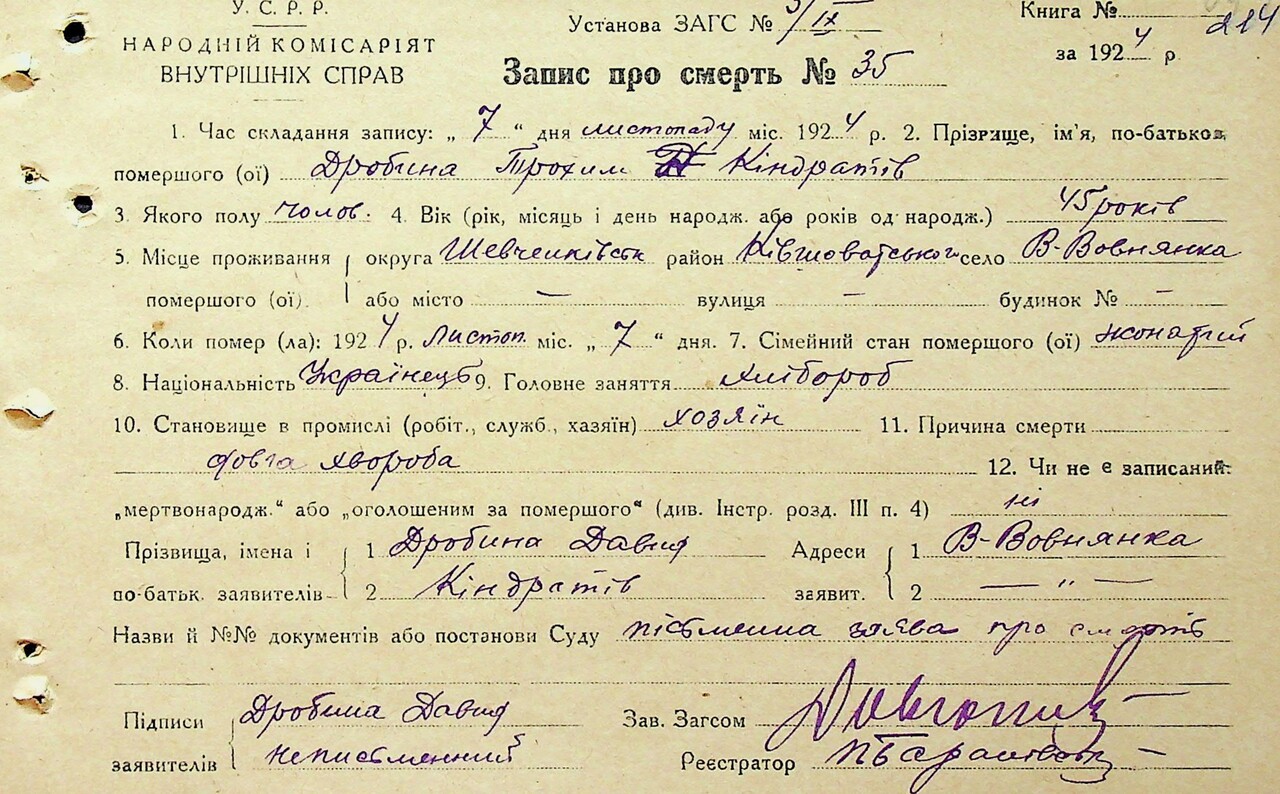 У. С. Р. Р.
НАРОДНІЙ КОМІСАРІЯТ
ВНУТРІШНІХ СПРАВ
Установа ЗАГС №
Книга № 214
за 1924 р
Запис про смерть № 35
1. Час складання запису: „ 7 “ дня листопаду міс. 1924 р. 2. Прізвище, ім'я, по-батьков.
помершого (ої) Дробина Трохим Кіндратів
3. Якого полу чолов. 4. Вік (рік, місяць і день народж. або років од народж.) 45 років
5. Місце проживання округа Шевченківськ район Ківшоватського село В-Вовнянка
помершого (ої). або місто — вулиця — будинок № —
6. Коли помер (ла): 1924 р. листоп. міс. „ 7 “ дня. 7. Сімейний стан помершого (ої) жонатий
8. Національність Українець 9. Головне заняття хлібороб
10. Становище в промислі (робіт., служб., хазяїн) хозяїн 11. Причина смерти
довга хвороба 12. Чи не є записаний:
„мертвонародж.“ або „оголошеним за помершого“ (див. Інстр. розд. III п. 4) ні
Прізвища, імена і 1 Дробина Давид Адреси 1 В-Вовнянка
по-батьк. заявителів 2 Кіндратів заявит. 2 — „ —
Назви й №№ документів або постанови Суду письменна заява про смерть
Підписи Дробина Давид Зав. Загсом
заявителів неписьменний Реєстратор